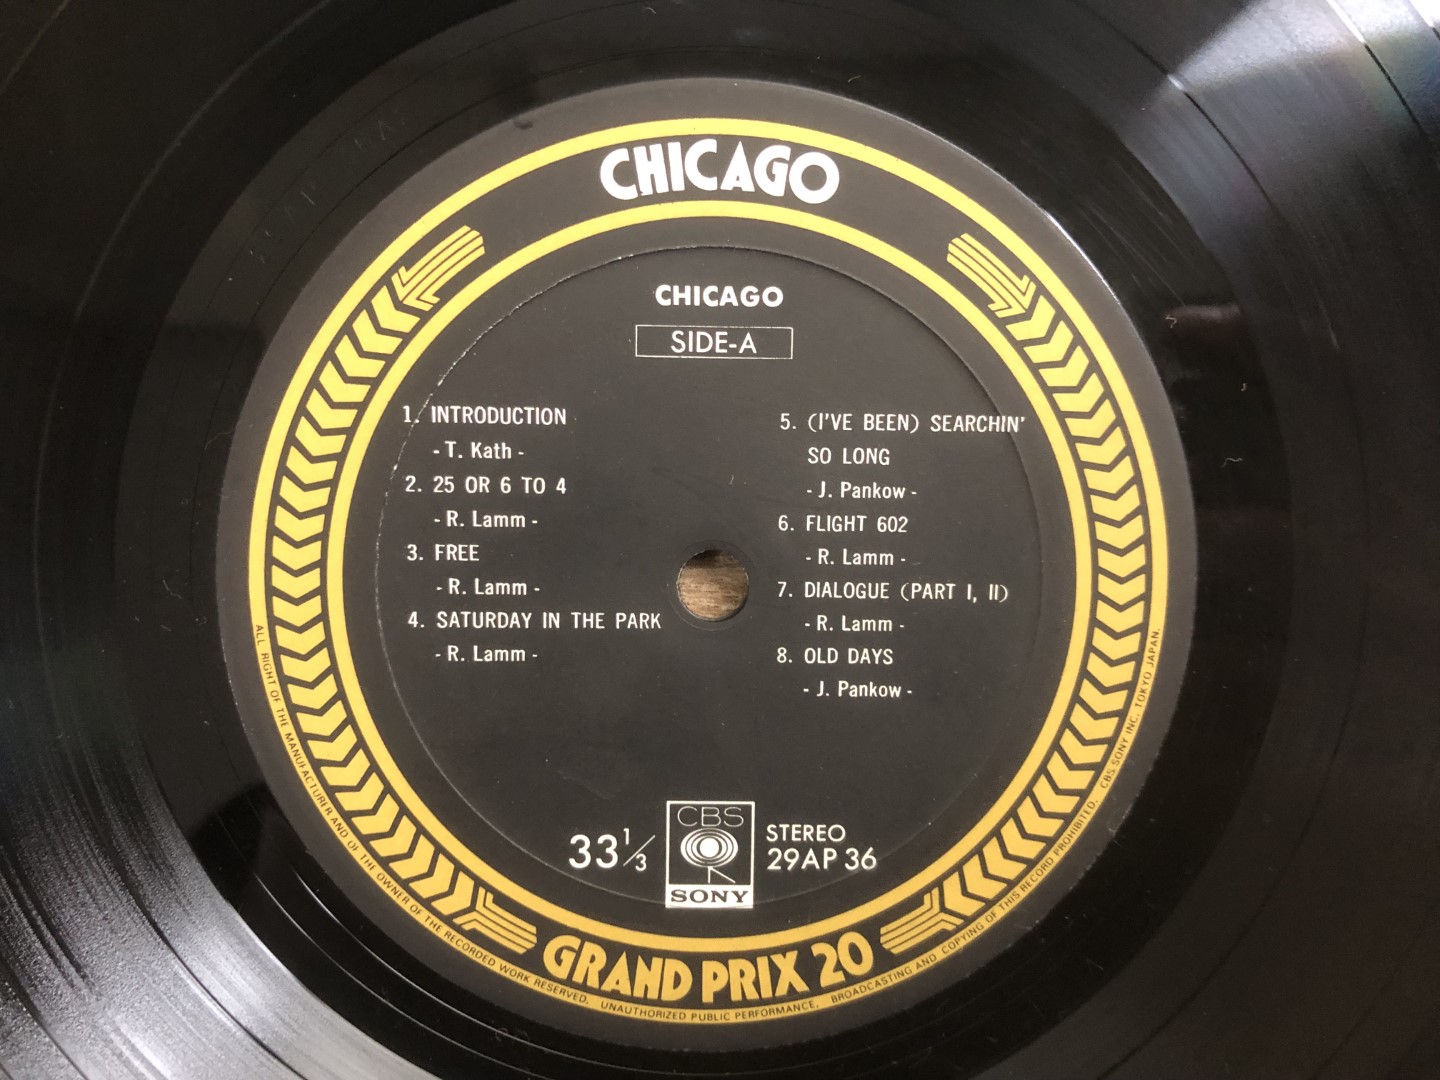 CHICAGO
CHICAGO
SIDE-A
1. INTRODUCTION
- T. Kath -
2. 25 OR 6 TO 4
- R. Lamm -
3. FREE
- R. Lamm -
4. SATURDAY IN THE PARK
- R. Lamm -
5. (I'VE BEEN) SEARCHIN'
SO LONG
- J. Pankow -
6. FLIGHT 602
- R. Lamm -
7. DIALOGUE (PART I, II)
- R. Lamm -
8. OLD DAYS
- J. Pankow -
33 1/3
CBS
SONY
STEREO
29AP 36
GRAND PRIX 20
ALL RIGHT OF THE MANUFACTURER AND OF THE OWNER OF THE RECORDED WORK RESERVED. UNAUTHORIZED PUBLIC PERFORMANCE. BROADCASTING AND COPYING OF THIS RECORD PROHIBITED. CBS·SONY INC. TOKYO JAPAN.